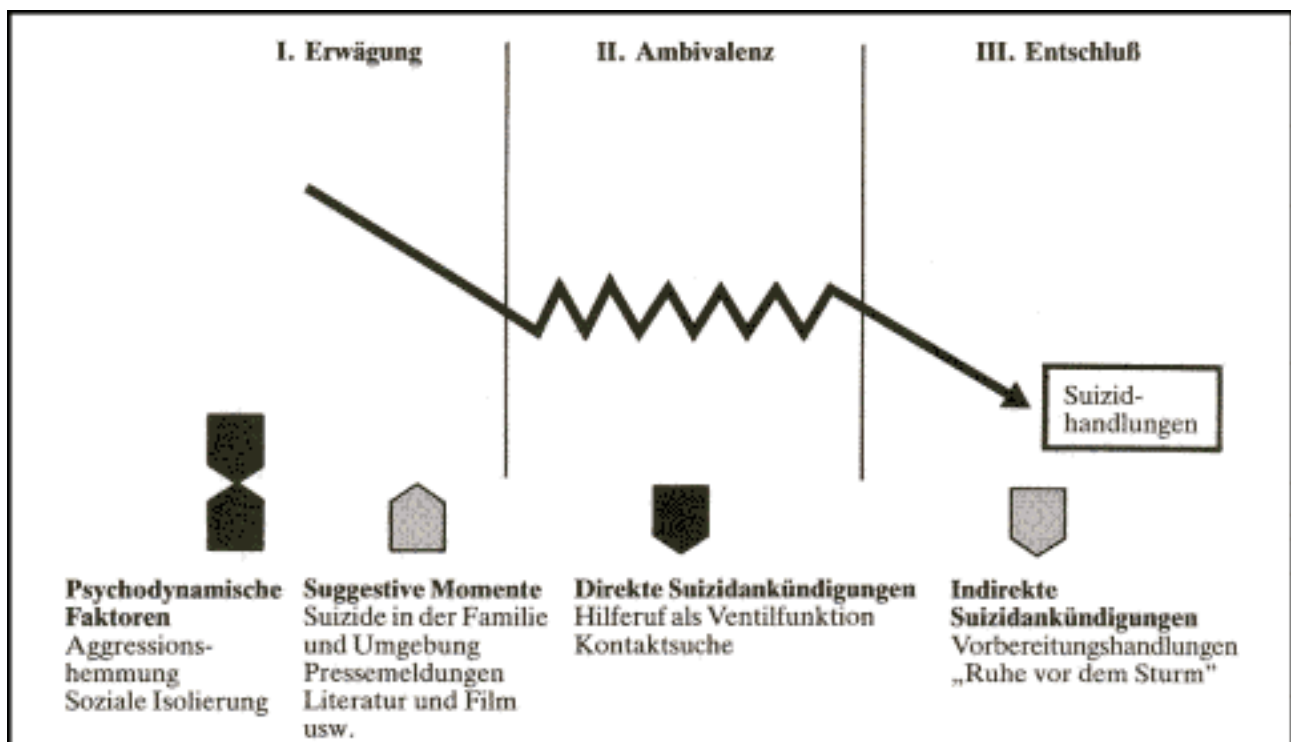 I. Erwägung
II. Ambivalenz
III. Entschluß
Suizid-
handlungen
Psychodynamische
Faktoren
Aggressions-
hemmung
Soziale Isolierung
Suggestive Momente
Suizide in der Familie
und Umgebung
Pressemeldungen
Literatur und Film
usw.
Direkte Suizidankündigungen
Hilferuf als Ventilfunktion
Kontaktsuche
Indirekte
Suizidankündigungen
Vorbereitungshandlungen
„Ruhe vor dem Sturm”